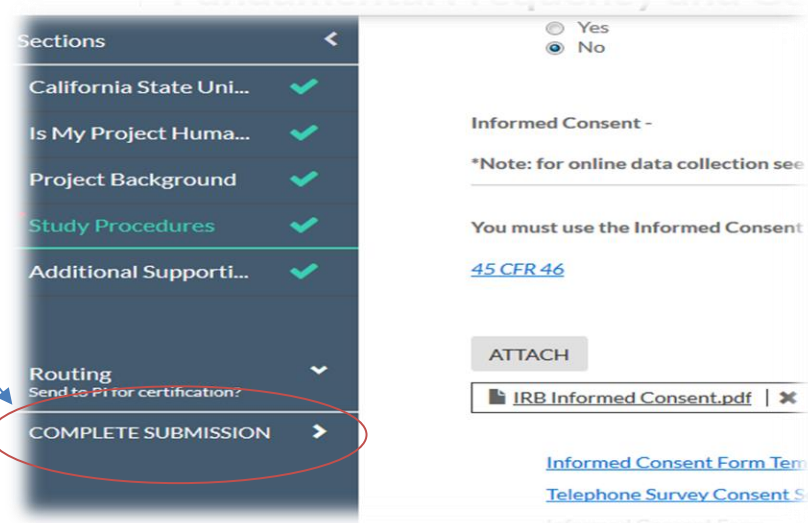 Sections
California State Uni...
Is My Project Huma...
Project Background
Study Procedures
Additional Supporti...
Routing
Send to PI for certification?
COMPLETE SUBMISSION
Yes
No
Informed Consent -
*Note: for online data collection see
You must use the Informed Consent
45 CFR 46
ATTACH
IRB Informed Consent.pdf
Informed Consent Form Tem
Telephone Survey Consent S